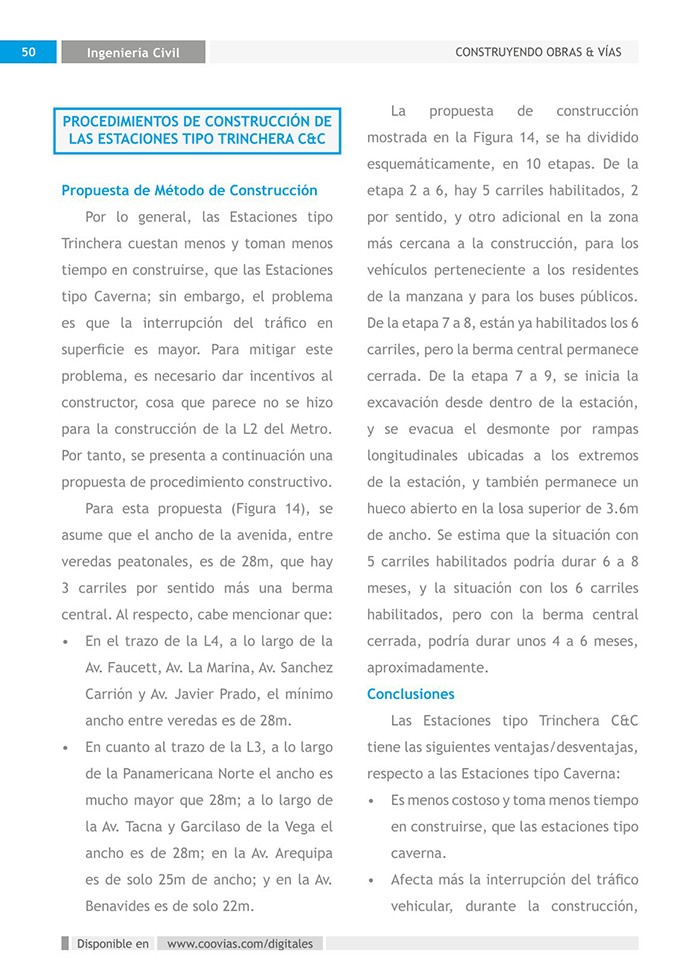 50
Ingenieria Civil
CONSTRUYENDO OBRAS & VÍAS
PROCEDIMIENTOS DE CONSTRUCCIÓN DE
LAS ESTACIONES TIPO TRINCHERA C&C
Propuesta de Método de Construcción
Por lo general, las Estaciones tipo
Trinchera cuestan menos y toman menos
tiempo en construirse, que las Estaciones
tipo Caverna; sin embargo, el problema
es que la interrupción del tráfico en
superficie es mayor. Para mitigar este
problema, es necesario dar incentivos al
constructor, cosa que parece no se hizo
para la construcción de la L2 del Metro.
Por tanto, se presenta a continuación una
propuesta de procedimiento constructivo.
Para esta propuesta (Figura 14), se
asume que el ancho de la avenida, entre
veredas peatonales, es de 28m, que hay
3 carriles por sentido más una berma
central. Al respecto, cabe mencionar que:
• En el trazo de la L4, a lo largo de la
Av. Faucett, Av. La Marina, Av. Sanchez
Carrión y Av. Javier Prado, el mínimo
ancho entre veredas es de 28m.
• En cuanto al trazo de la L3, a lo largo
de la Panamericana Norte el ancho es
mucho mayor que 28m; a lo largo de
la Av. Tacna y Garcilaso de la Vega el
ancho es de 28m; en la Av. Arequipa
es de solo 25m de ancho; y en la Av.
Benavides es de solo 22m.
La propuesta de construcción
mostrada en la Figura 14, se ha dividido
esquemáticamente, en 10 etapas. De la
etapa 2 a 6, hay 5 carriles habilitados, 2
por sentido, y otro adicional en la zona
más cercana a la construcción, para los
vehículos perteneciente a los residentes
de la manzana y para los buses públicos.
De la etapa 7 a 8, están ya habilitados los 6
carriles, pero la berma central permanece
cerrada. De la etapa 7 a 9, se inicia la
excavación desde dentro de la estación,
y se evacua el desmonte por rampas
longitudinales ubicadas a los extremos
de la estación, y también permanece un
hueco abierto en la losa superior de 3.6m
de ancho. Se estima que la situación con
5 carriles habilitados podría durar 6 a 8
meses, y la situación con los 6 carriles
habilitados, pero con la berma central
cerrada, podría durar unos 4 a 6 meses,
aproximadamente.
Conclusiones
Las Estaciones tipo Trinchera C&C
tiene las siguientes ventajas/desventajas,
respecto a las Estaciones tipo Caverna:
• Es menos costoso y toma menos tiempo
en construirse, que las estaciones tipo
caverna.
• Afecta más la interrupción del tráfico
vehicular, durante la construcción,
Disponible en www.coovias.com/digitales